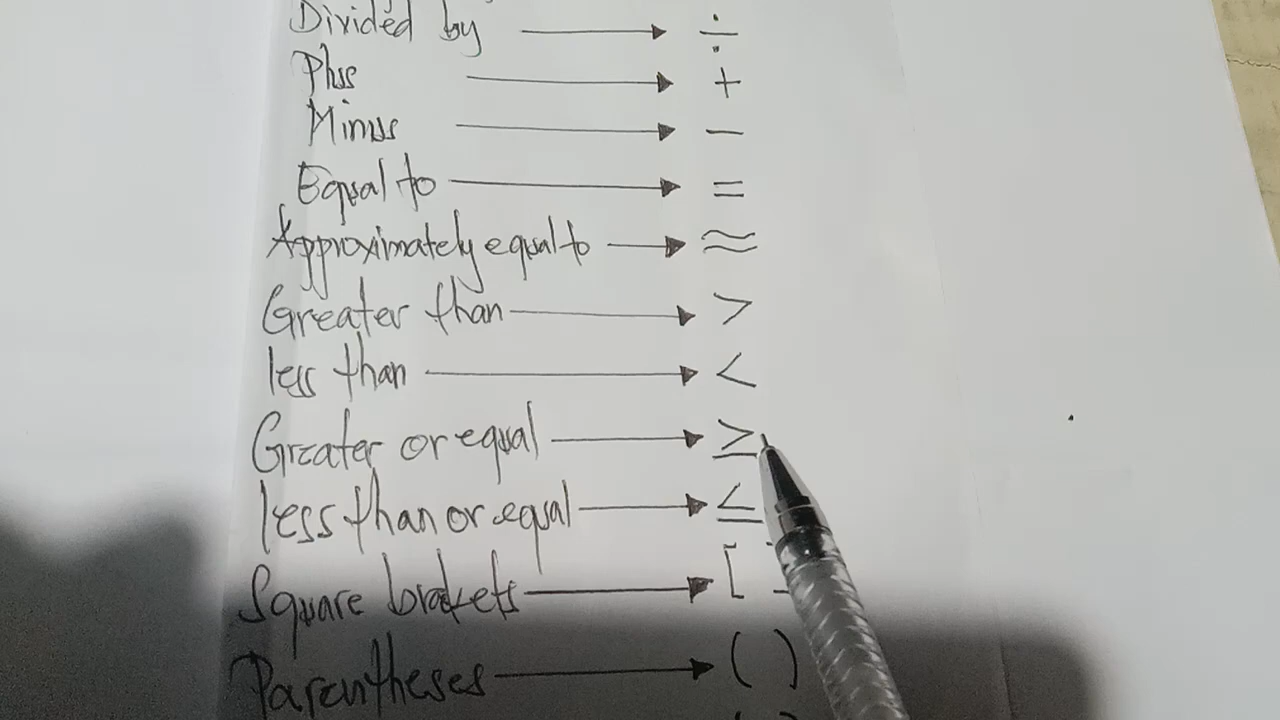 Divided by → ÷
Plus → +
Minus → −
Equal to → =
Approximately equal to → ≈
Greater than → >
less than → <
Greater or equal → ≥
less than or equal → ≤
Square brackets → [ ]
Parentheses → ( )